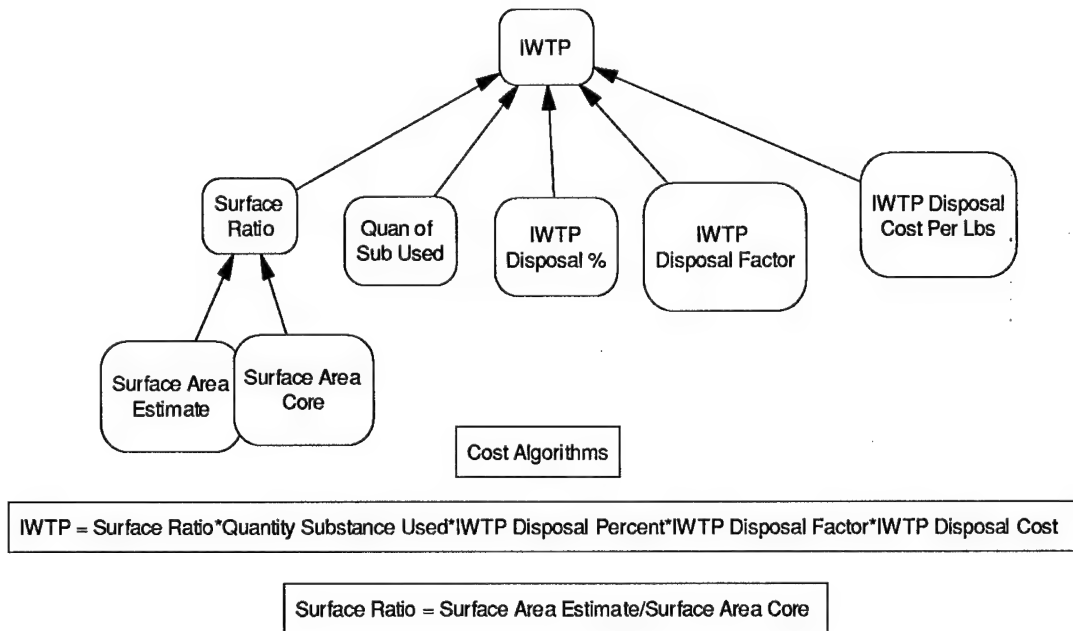 IWTP
Surface
Ratio
Quan of
Sub Used
IWTP
Disposal %
IWTP
Disposal Factor
IWTP Disposal
Cost Per Lbs
Surface Area
Estimate
Surface Area
Core
Cost Algorithms
IWTP = Surface Ratio*Quantity Substance Used*IWTP Disposal Percent*IWTP Disposal Factor*IWTP Disposal Cost
Surface Ratio = Surface Area Estimate/Surface Area Core